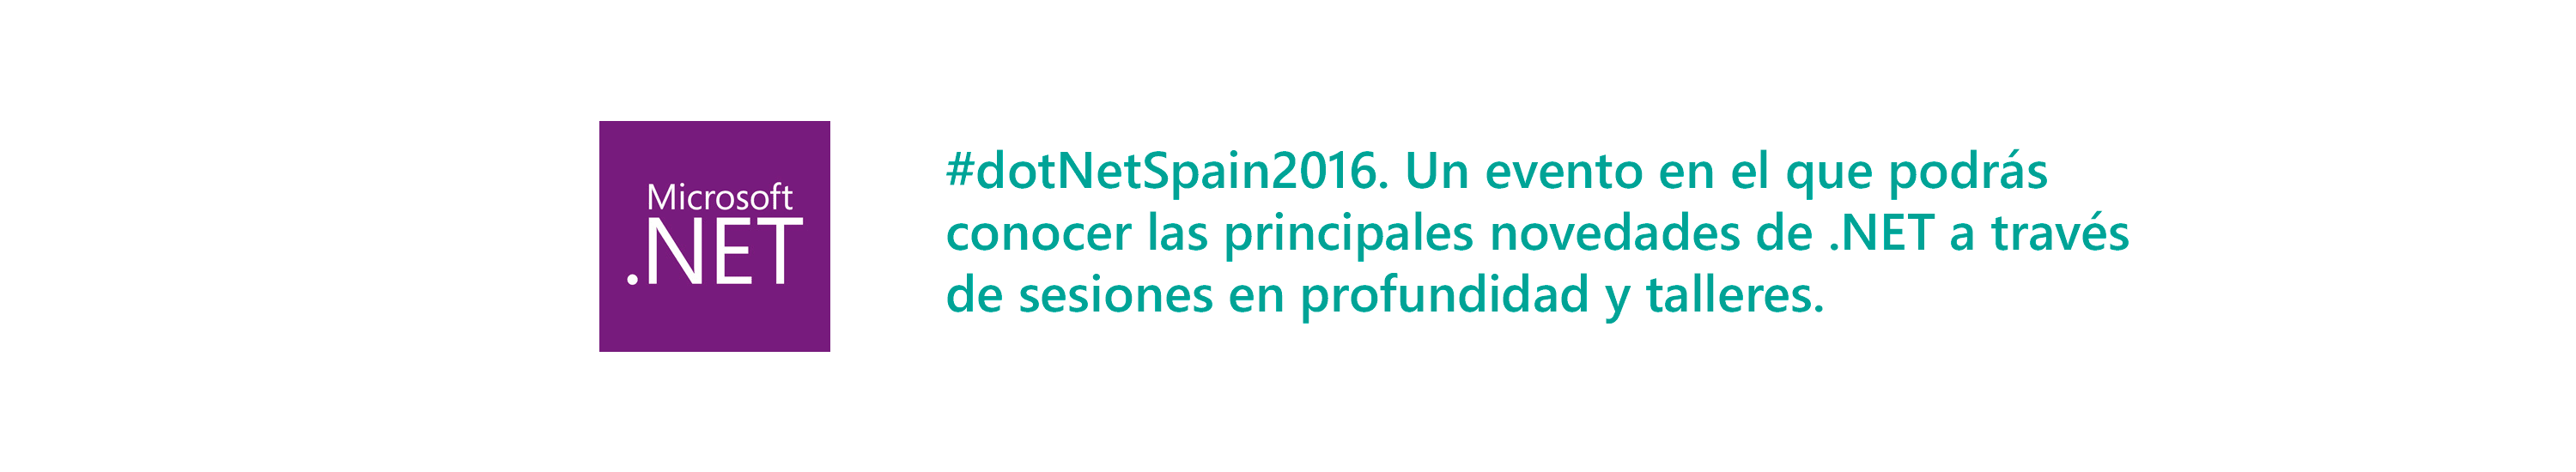 Microsoft
.NET
#dotNetSpain2016. Un evento en el que podrás
conocer las principales novedades de .NET a través
de sesiones en profundidad y talleres.